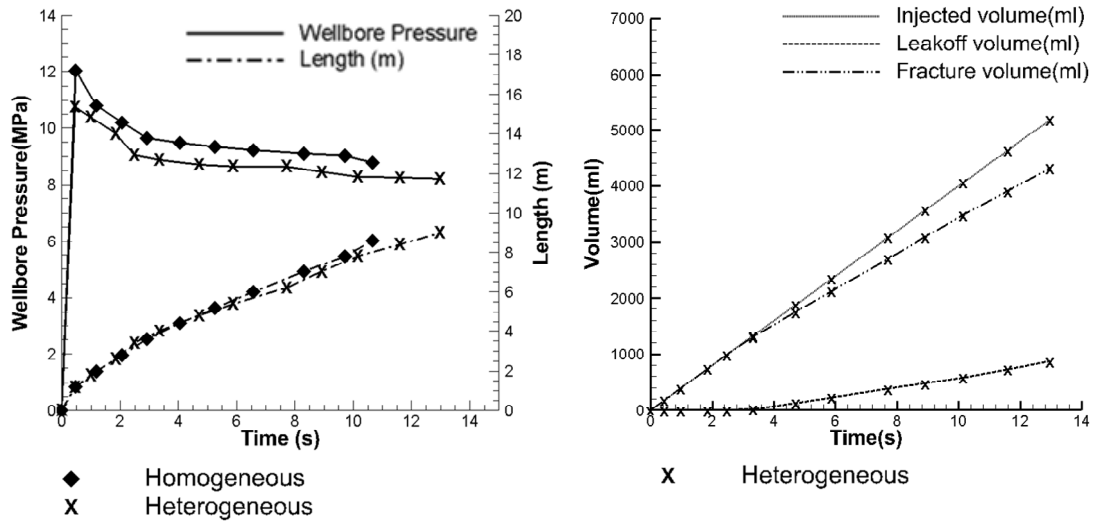 Wellbore Pressure
Length (m)
14
12
10
8
6
4
2
0
Wellbore Pressure(MPa)
20
18
16
14
12
10
8
6
4
2
0
Length (m)
0 2 4 6 8 10 12 14
Time (s)
Homogeneous
Heterogeneous
Injected volume(ml)
Leakoff volume(ml)
Fracture volume(ml)
7000
6000
5000
4000
3000
2000
1000
0
Volume(ml)
0 2 4 6 8 10 12 14
Time(s)
X Heterogeneous